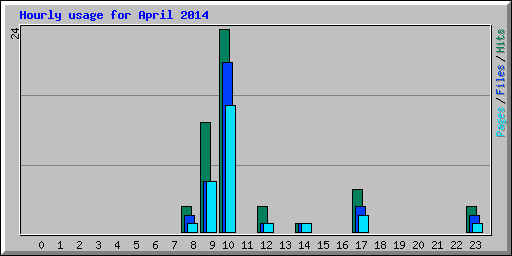 Hourly usage for April 2014
24
Pages/Files/Hits
0 1 2 3 4 5 6 7 8 9 10 11 12 13 14 15 16 17 18 19 20 21 22 23